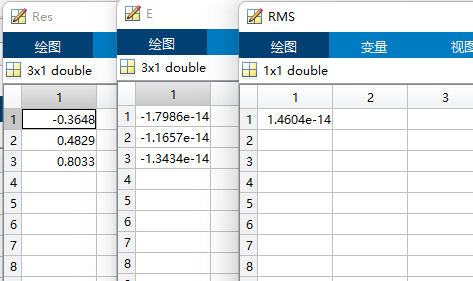 Res
绘图
3x1 double
1
1 -0.3648
2 0.4829
3 0.8033
4
5
6
7
8
E
绘图
3x1 double
1
1 -1.7986e-14
2 -1.1657e-14
3 -1.3434e-14
4
5
6
7
8
RMS
绘图 变量 视图
1x1 double
1 2 3
1 1.4604e-14
2
3
4
5
6
7
8